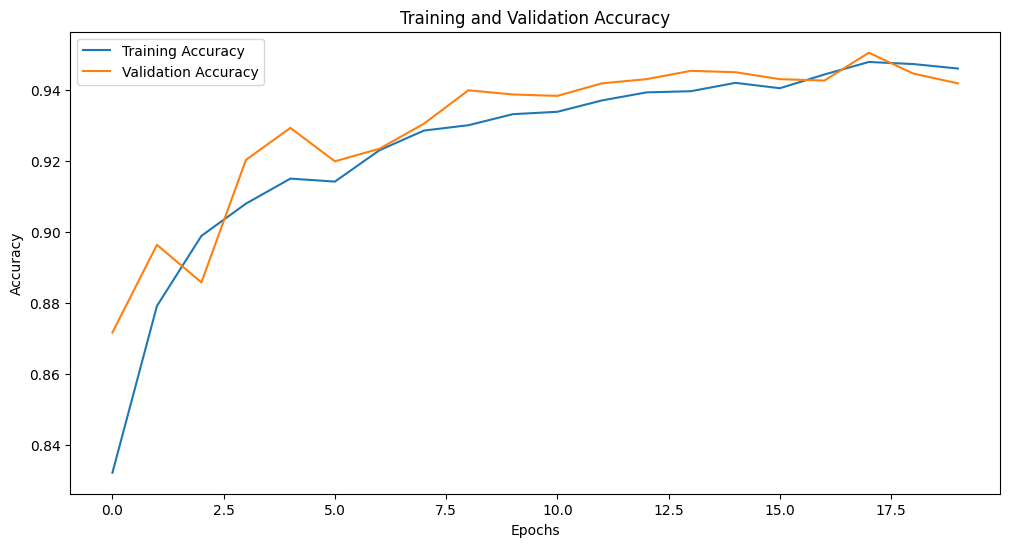 Training and Validation Accuracy
Training Accuracy
Validation Accuracy
0.94
0.92
0.90
0.88
0.86
0.84
Accuracy
0.0 2.5 5.0 7.5 10.0 12.5 15.0 17.5
Epochs